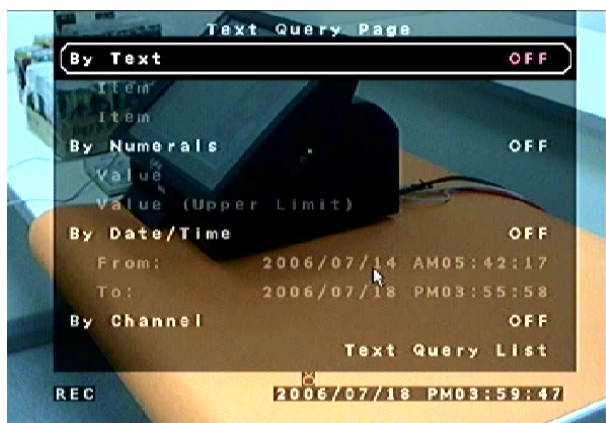 Text Query Page
By Text OFF
Item
Item
By Numerals OFF
Value
Value (Upper Limit)
By Date/Time OFF
From: 2006/07/14 AM05:42:17
To: 2006/07/18 PM03:55:58
By Channel OFF
Text Query List
REC 2006/07/18 PM03:59:47